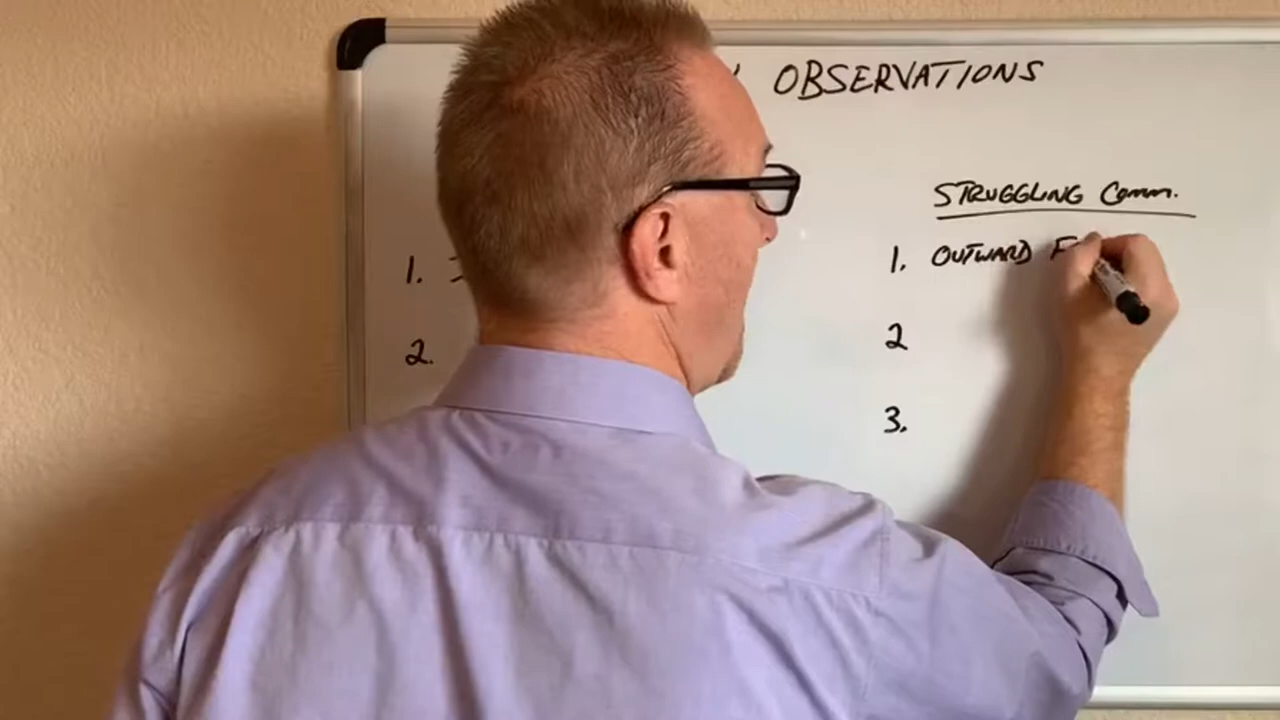 OBSERVATIONS
STRUGGLING Comm.
1.
1. OUTWARD
2.
2
3.